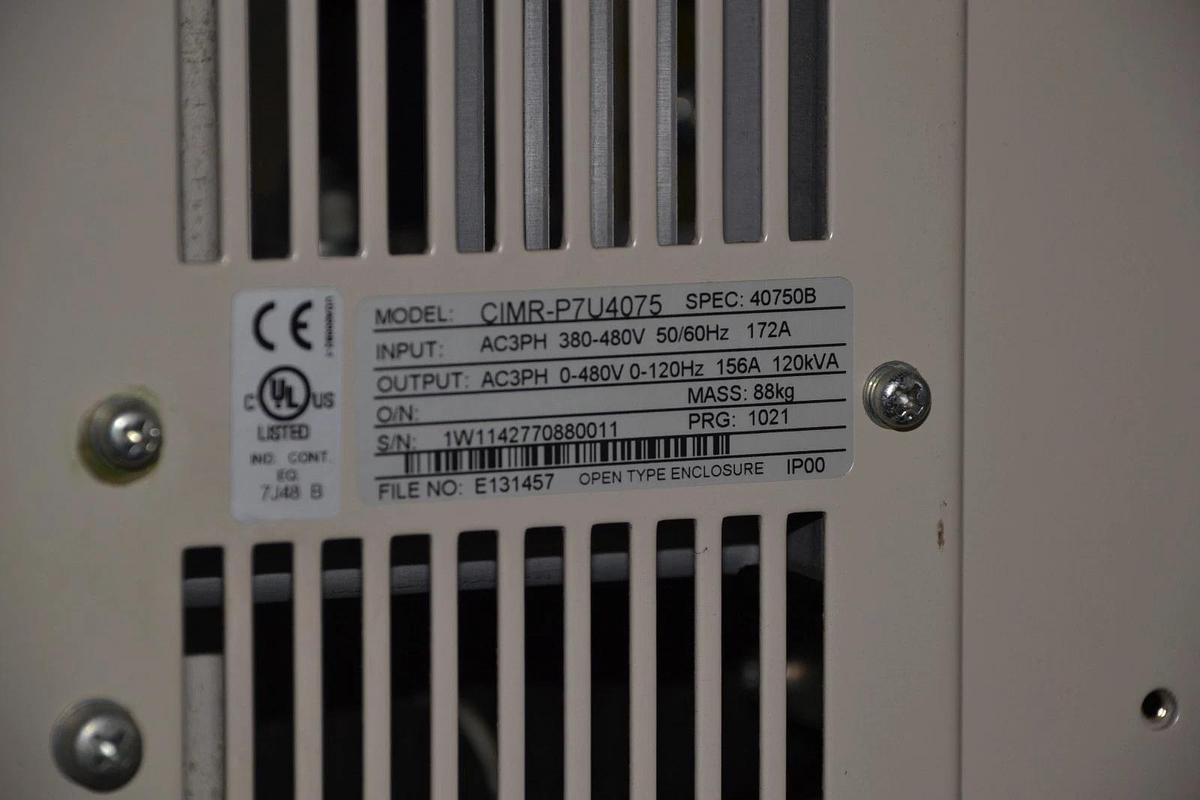 CE
C UL US
LISTED
IND. CONT.
EQ.
7J48 B
MODEL: CIMR-P7U4075 SPEC: 40750B
INPUT: AC3PH 380-480V 50/60Hz 172A
OUTPUT: AC3PH 0-480V 0-120Hz 156A 120kVA
O/N: MASS: 88kg
S/N: 1W1142770880011 PRG: 1021
FILE NO: E131457 OPEN TYPE ENCLOSURE IP00